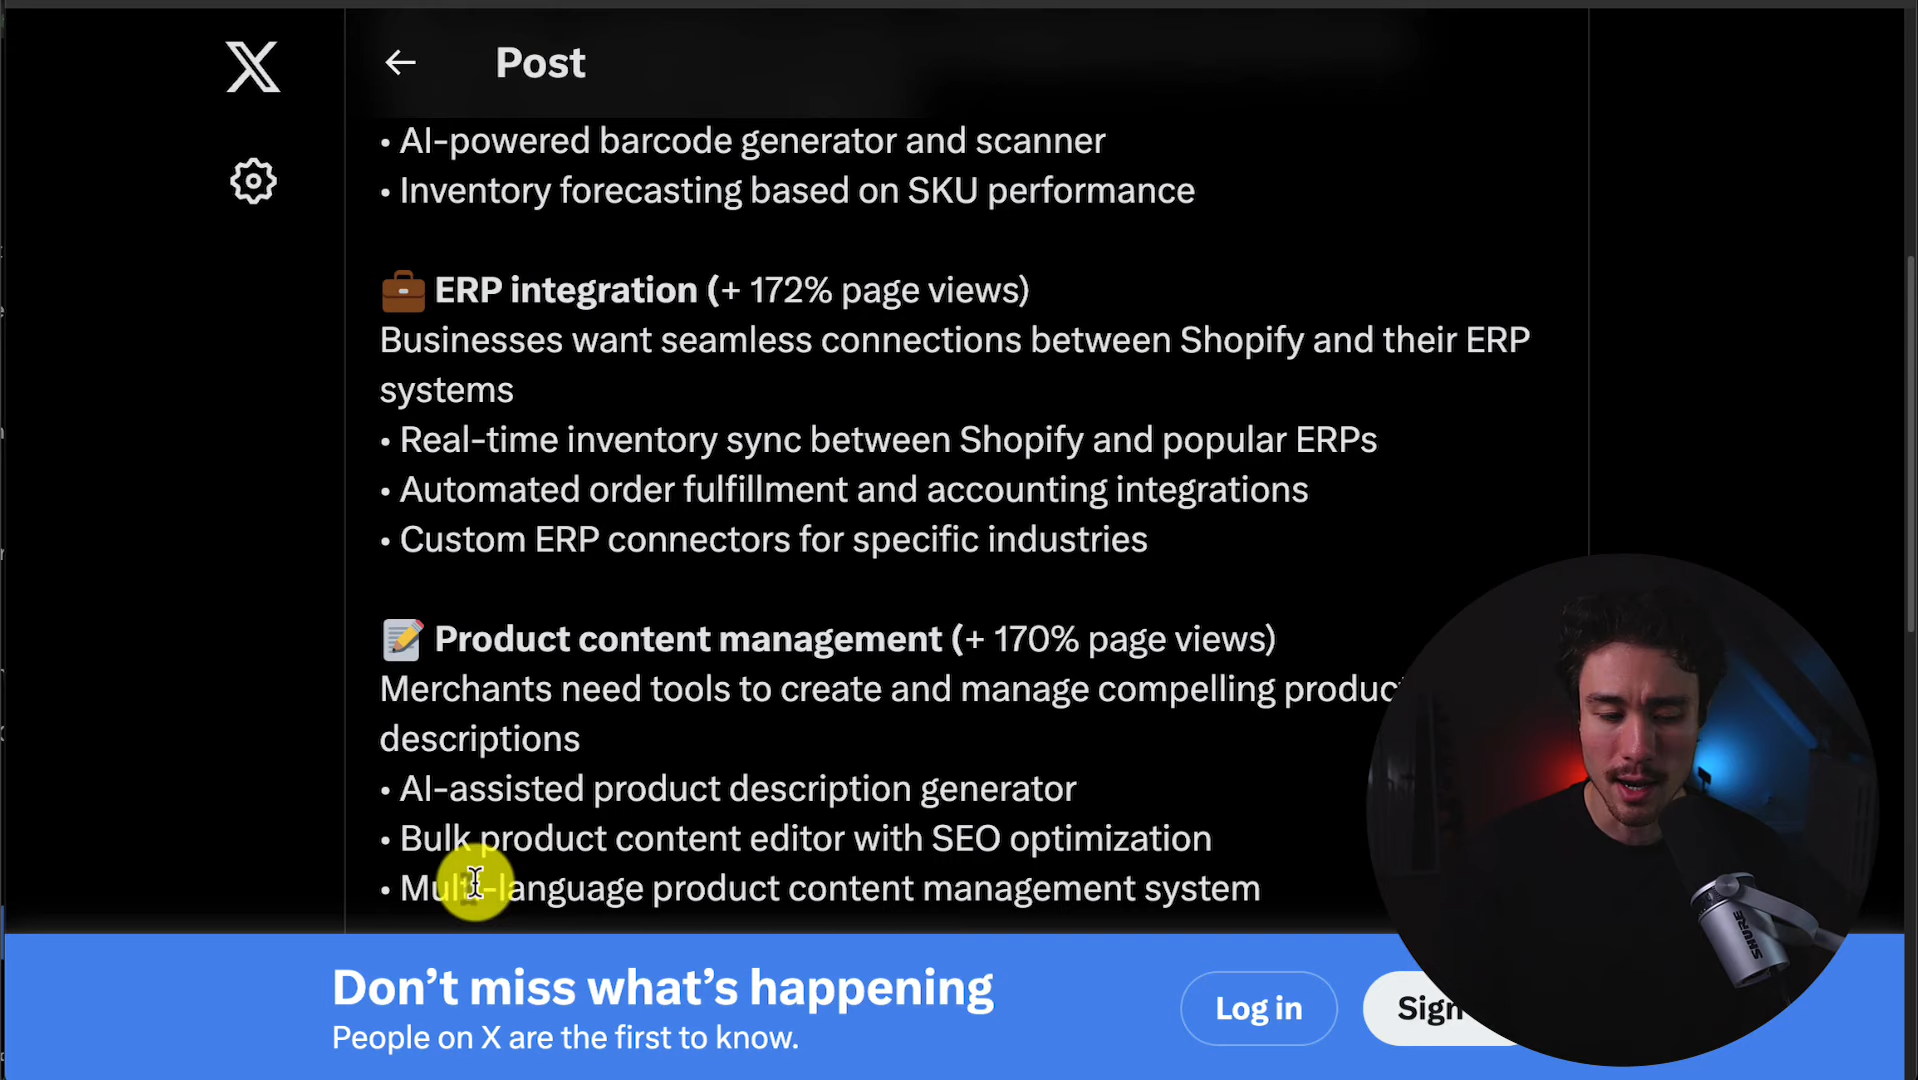 Post
• AI-powered barcode generator and scanner
• Inventory forecasting based on SKU performance
ERP integration (+ 172% page views)
Businesses want seamless connections between Shopify and their ERP
systems
• Real-time inventory sync between Shopify and popular ERPs
• Automated order fulfillment and accounting integrations
• Custom ERP connectors for specific industries
Product content management (+ 170% page views)
Merchants need tools to create and manage compelling product
descriptions
• AI-assisted product description generator
• Bulk product content editor with SEO optimization
• Multi-language product content management system
Don’t miss what’s happening
People on X are the first to know.
Log in
Sign
SHURE